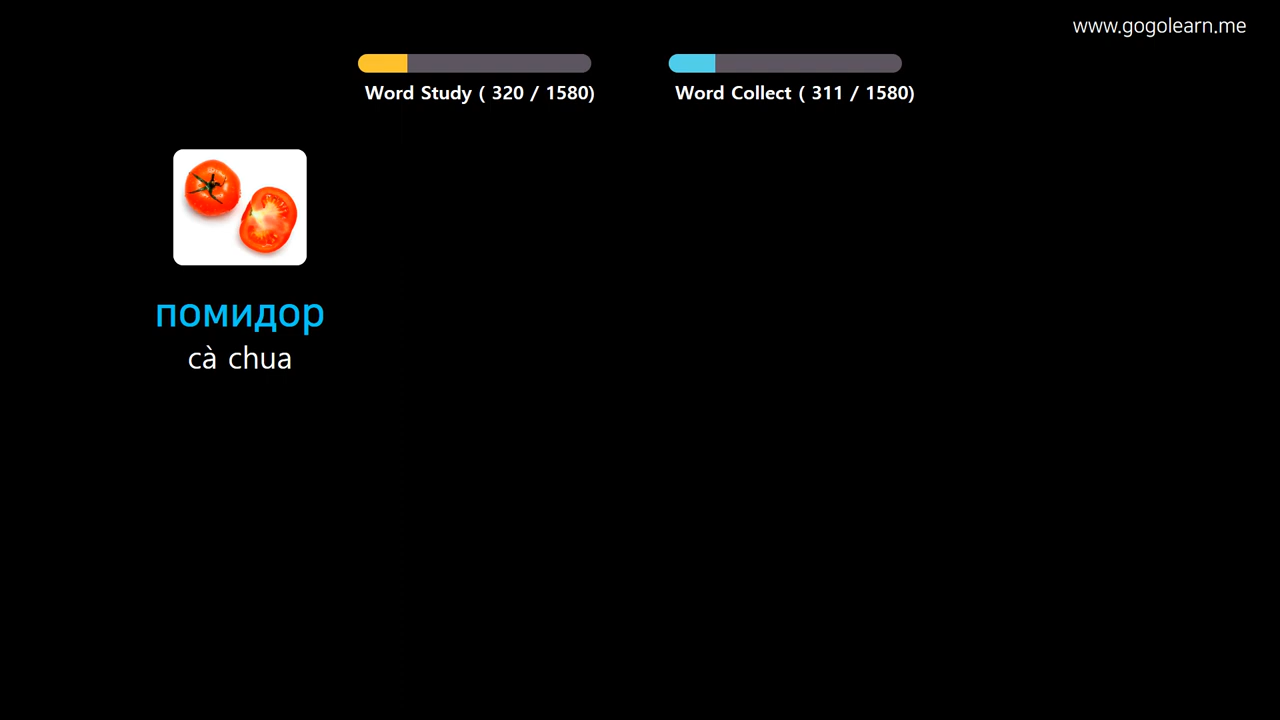 www.gogolearn.me
Word Study ( 320 / 1580)
Word Collect ( 311 / 1580)
помидор
cà chua